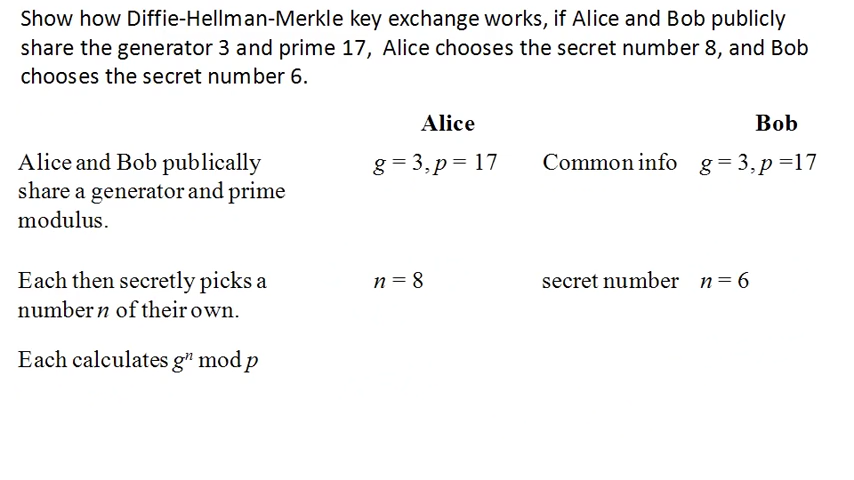 Show how Diffie-Hellman-Merkle key exchange works, if Alice and Bob publicly
share the generator 3 and prime 17, Alice chooses the secret number 8, and Bob
chooses the secret number 6.
Alice Bob
Alice and Bob publically g = 3, p = 17 Common info g = 3, p =17
share a generator and prime
modulus.
Each then secretly picks a n = 8 secret number n = 6
number n of their own.
Each calculates gⁿ mod p